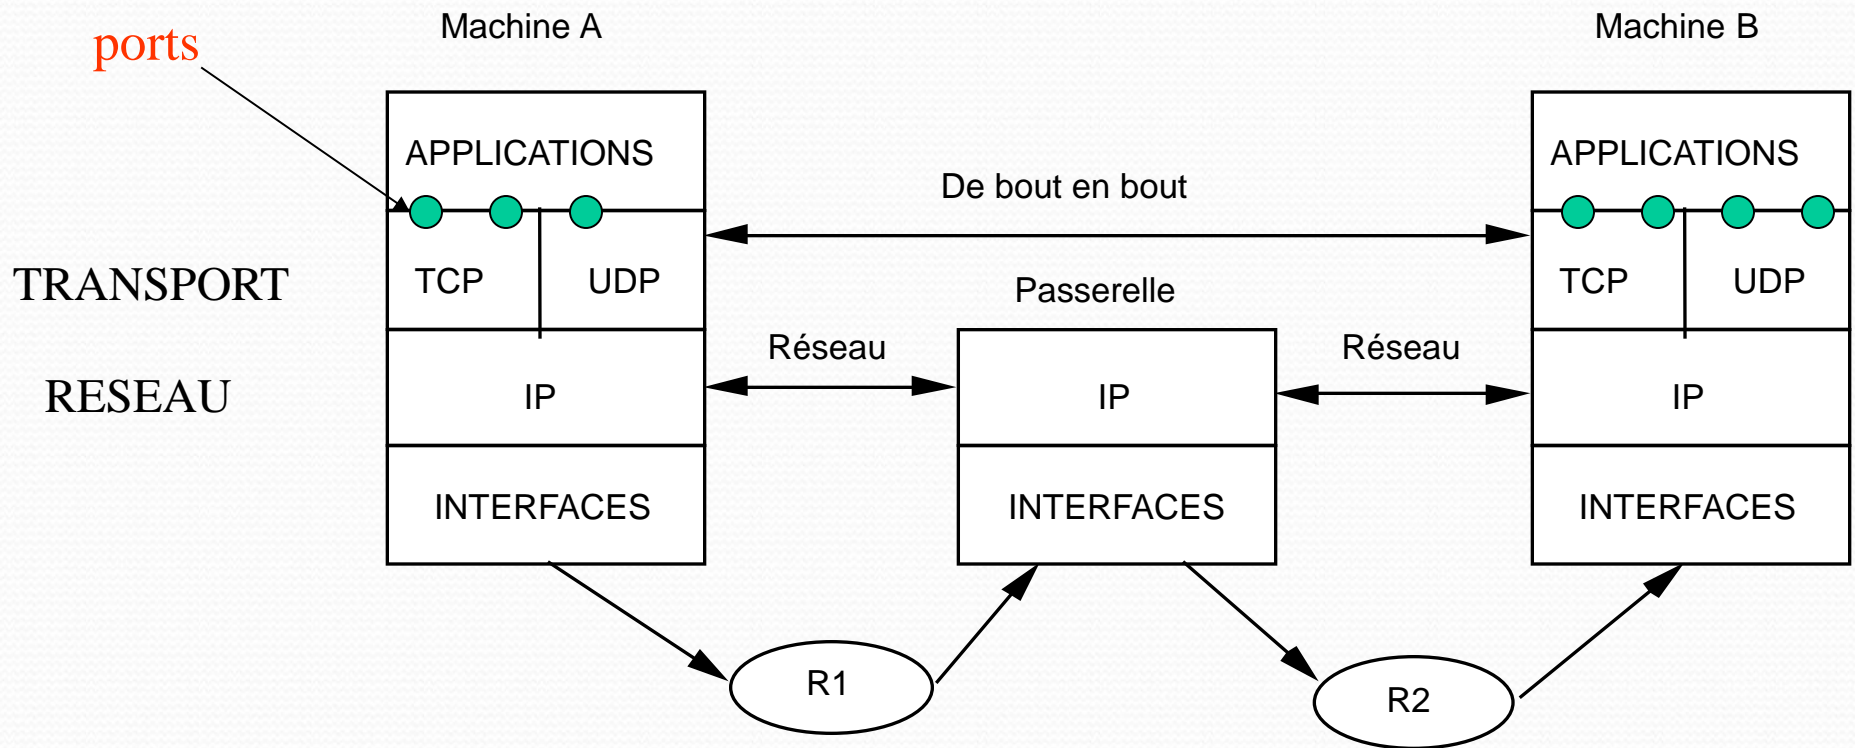 ports
Machine A
Machine B
APPLICATIONS
APPLICATIONS
De bout en bout
TRANSPORT
TCP
UDP
Passerelle
TCP
UDP
Réseau
Réseau
RESEAU
IP
IP
IP
INTERFACES
INTERFACES
INTERFACES
R1
R2